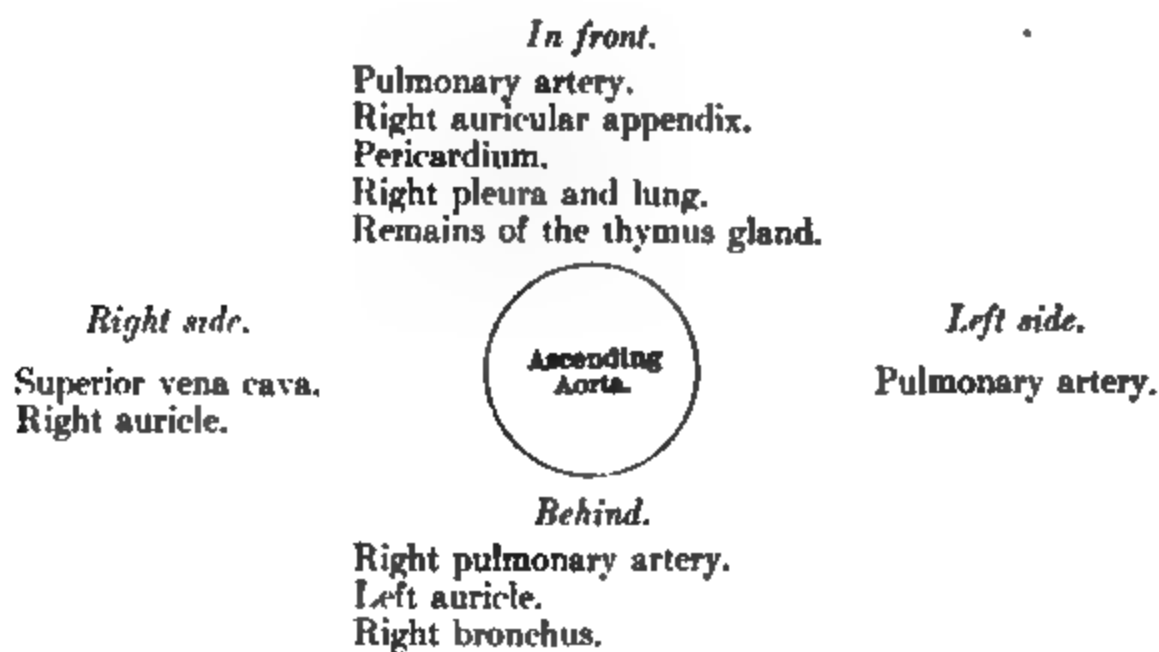 In front.
Pulmonary artery.
Right auricular appendix.
Pericardium.
Right pleura and lung.
Remains of the thymus gland.
Right side.
Left side.
Ascending
Aorta.
Superior vena cava.
Pulmonary artery.
Right auricle.
Behind.
Right pulmonary artery.
Left auricle.
Right bronchus.